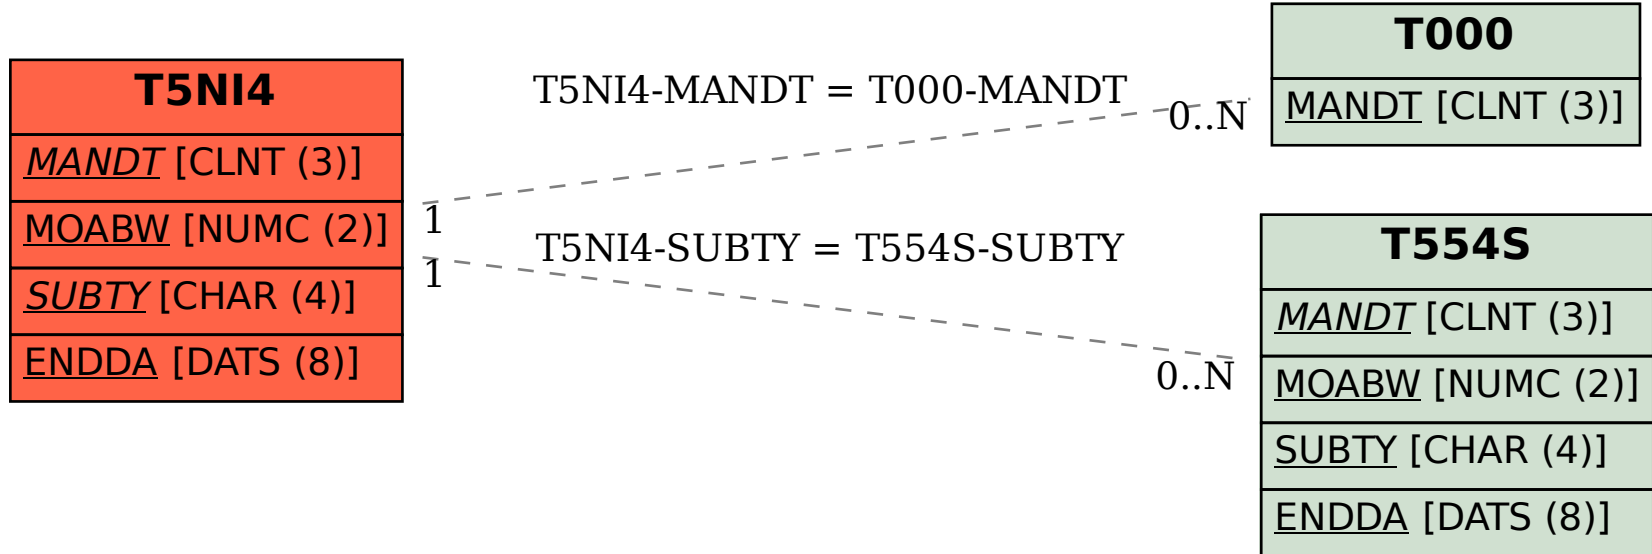 T5NI4
MANDT [CLNT (3)]
MOABW [NUMC (2)]
SUBTY [CHAR (4)]
ENDDA [DATS (8)]
T5NI4-MANDT = T000-MANDT
0..N
1
T5NI4-SUBTY = T554S-SUBTY
1
0..N
T000
MANDT [CLNT (3)]
T554S
MANDT [CLNT (3)]
MOABW [NUMC (2)]
SUBTY [CHAR (4)]
ENDDA [DATS (8)]